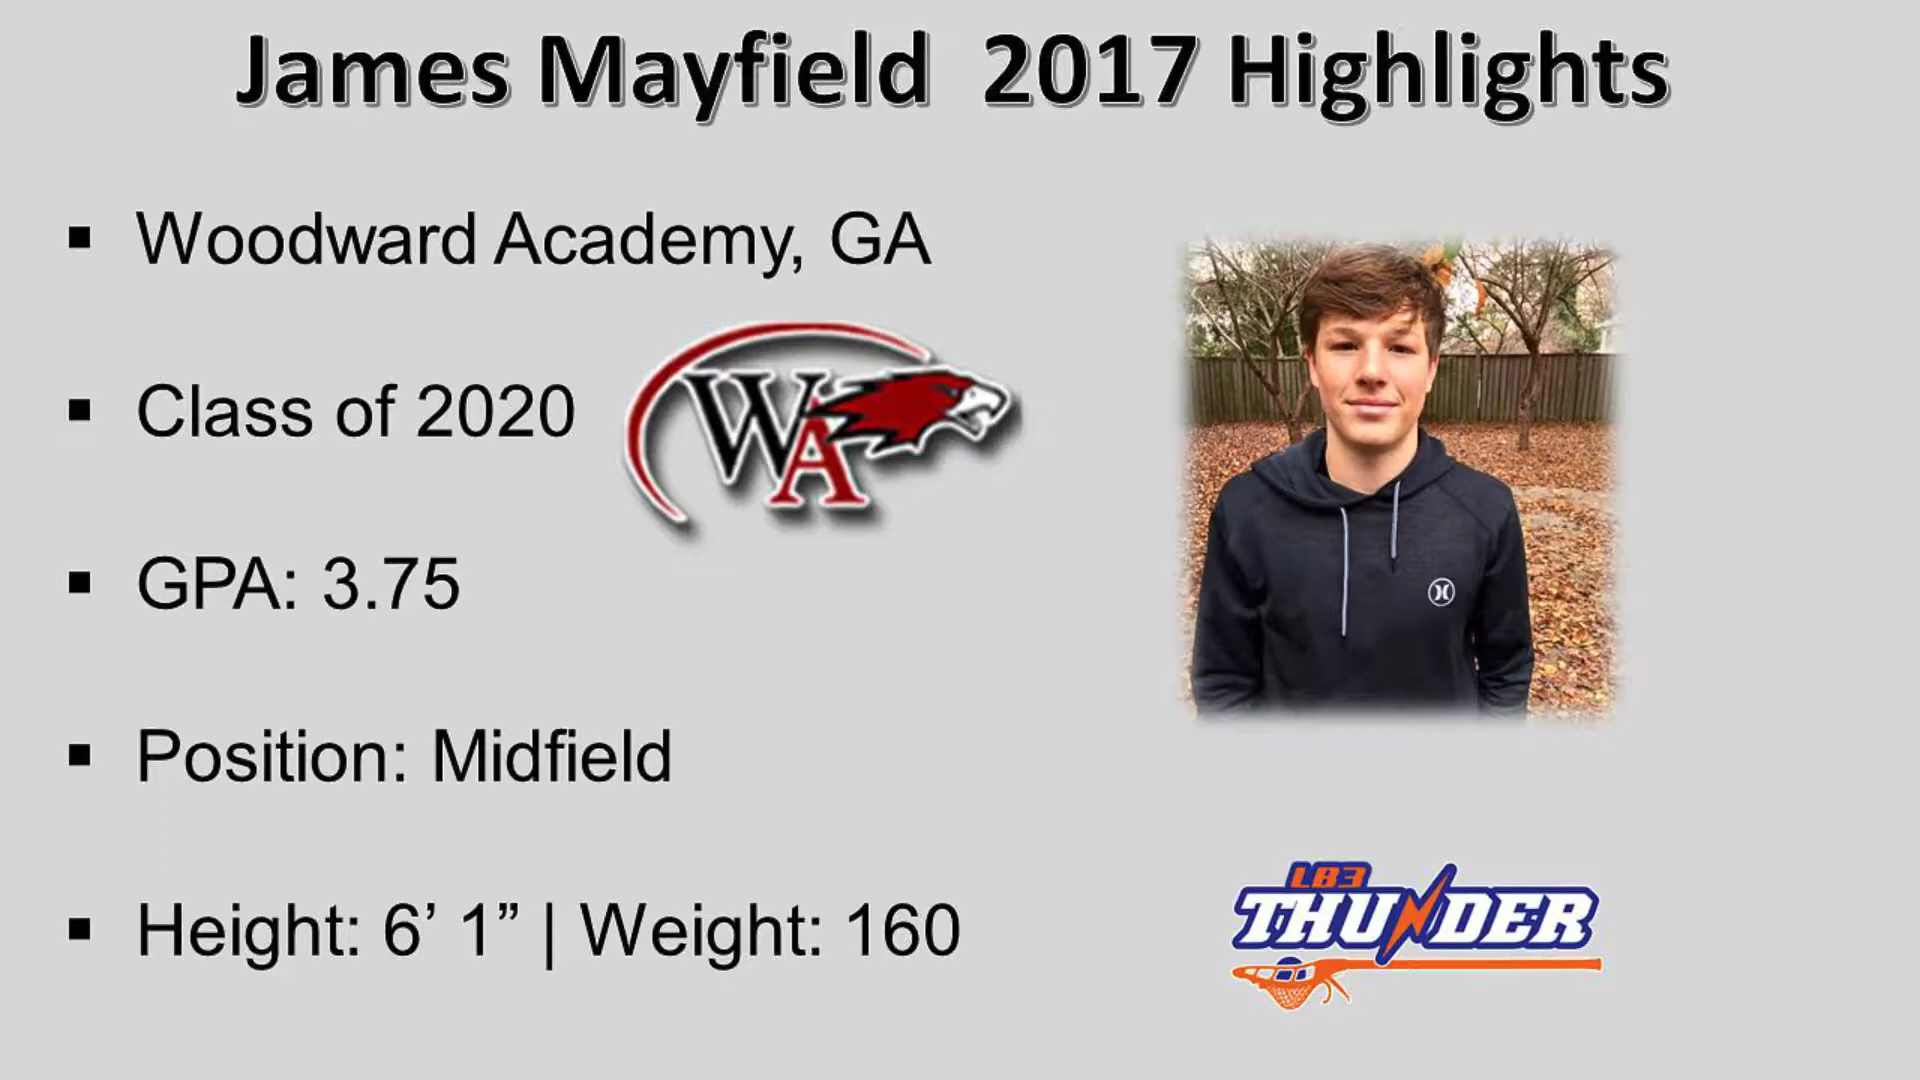 James Mayfield  2017 Highlights
▪ Woodward Academy, GA
▪ Class of 2020
WA
▪ GPA: 3.75
▪ Position: Midfield
▪ Height: 6’ 1” | Weight: 160
LB3
THUNDER